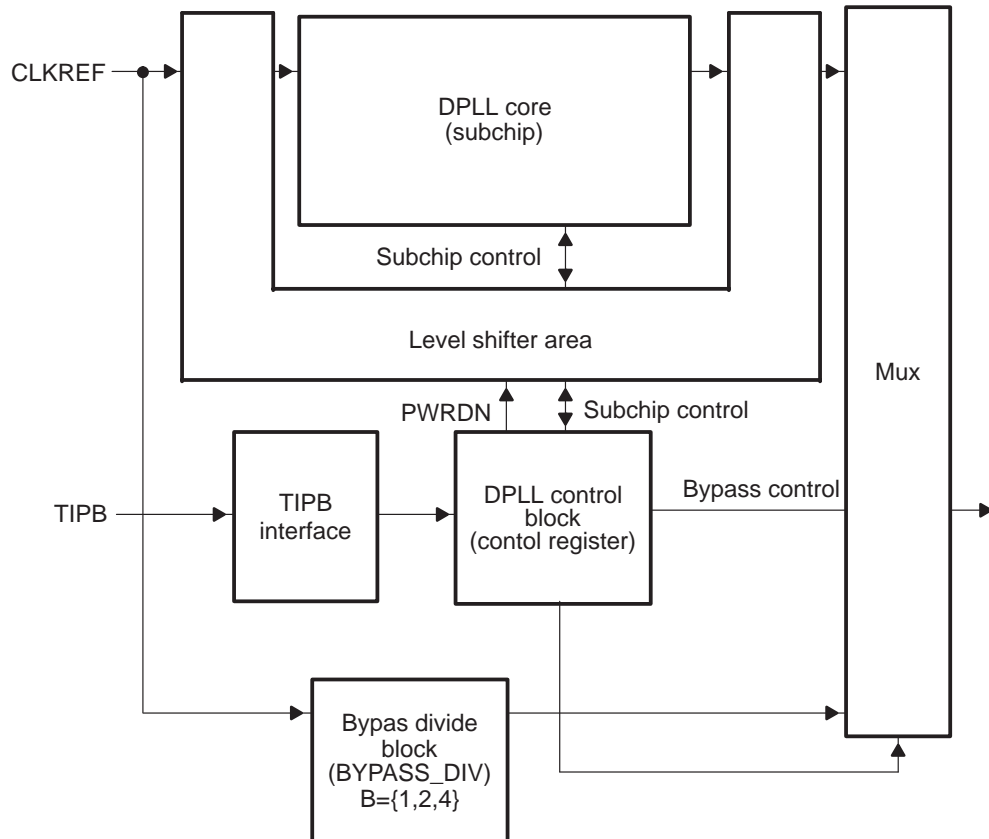 CLKREF
DPLL core
(subchip)
Subchip control
Level shifter area
Mux
PWRDN
Subchip control
TIPB
TIPB
interface
DPLL control
block
(contol register)
Bypass control
Bypas divide
block
(BYPASS_DIV)
B={1,2,4}